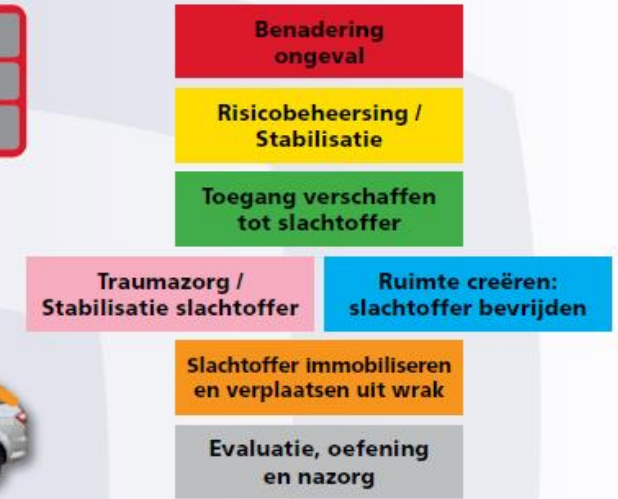 Benadering
ongeval
Risicobeheersing /
Stabilisatie
Toegang verschaffen
tot slachtoffer
Traumazorg /
Stabilisatie slachtoffer
Ruimte creëren:
slachtoffer bevrijden
Slachtoffer immobiliseren
en verplaatsen uit wrak
Evaluatie, oefening
en nazorg